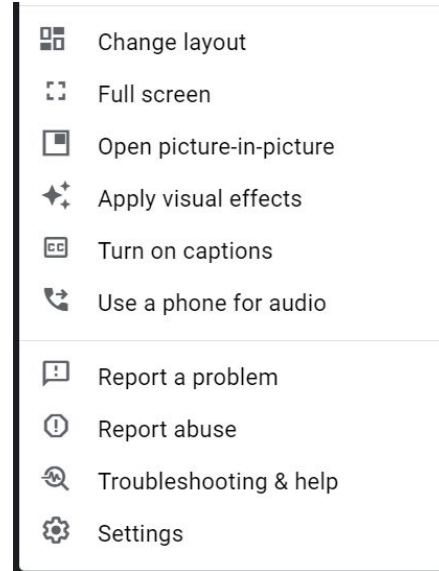 Change layout
Full screen
Open picture-in-picture
Apply visual effects
CC Turn on captions
Use a phone for audio
Report a problem
Report abuse
Troubleshooting & help
Settings